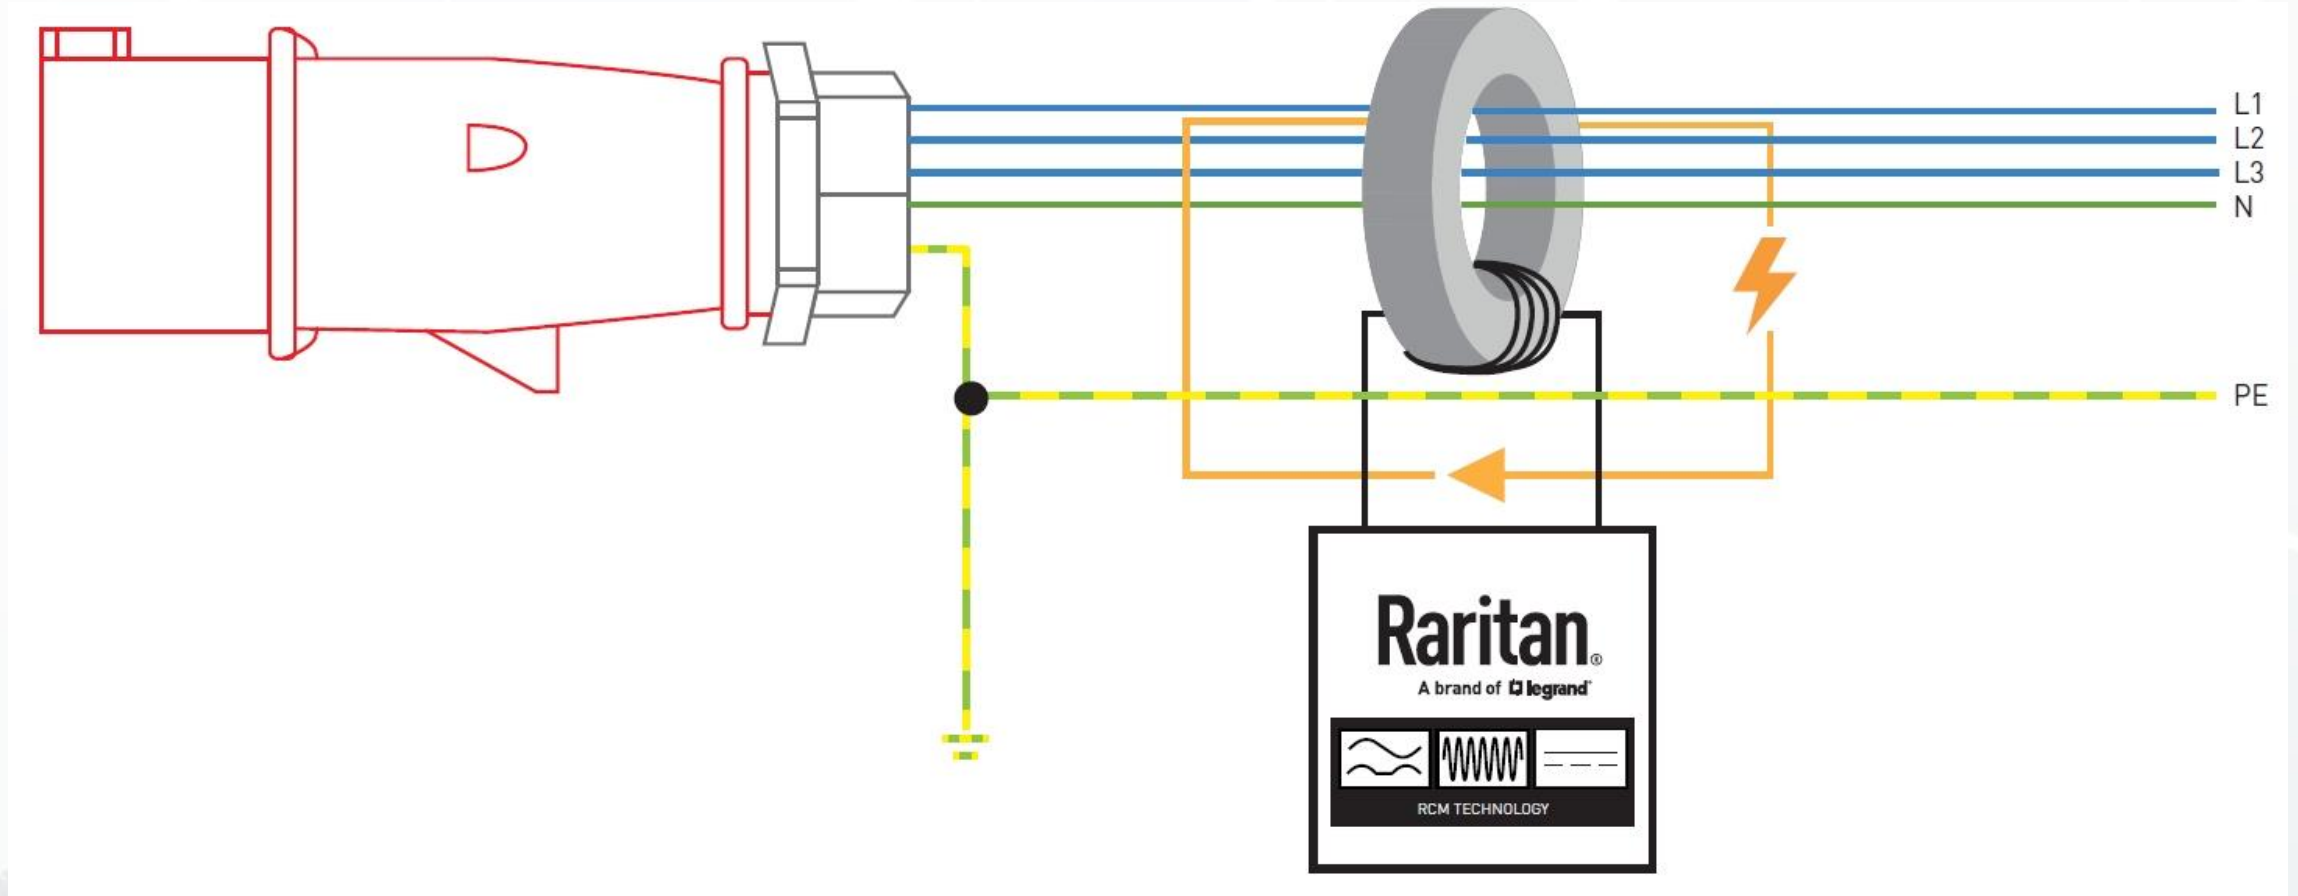 L1
L2
L3
N
PE
Raritan®
A brand of legrand®
RCM TECHNOLOGY